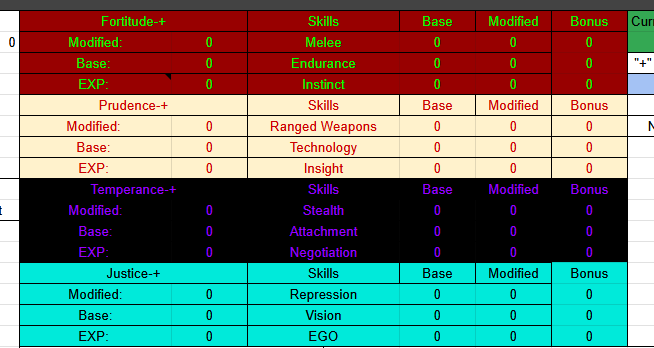 Fortitude-+ Skills Base Modified Bonus
0 Modified: 0 Melee 0 0 0
Base: 0 Endurance 0 0 0 "+"
EXP: 0 Instinct 0 0 0
Prudence-+ Skills Base Modified Bonus
Modified: 0 Ranged Weapons 0 0 0
Base: 0 Technology 0 0 0
EXP: 0 Insight 0 0 0
Temperance-+ Skills Base Modified Bonus
Modified: 0 Stealth 0 0 0
Base: 0 Attachment 0 0 0
EXP: 0 Negotiation 0 0 0
Justice-+ Skills Base Modified Bonus
Modified: 0 Repression 0 0 0
Base: 0 Vision 0 0 0
EXP: 0 EGO 0 0 0